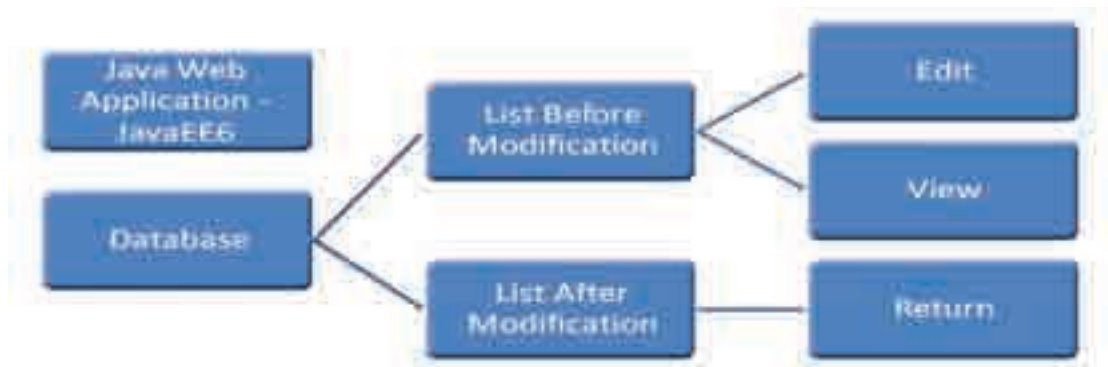 Java Web
Application -
JavaEE6
Database
List Before
Modification
List After
Modification
Edit
View
Return